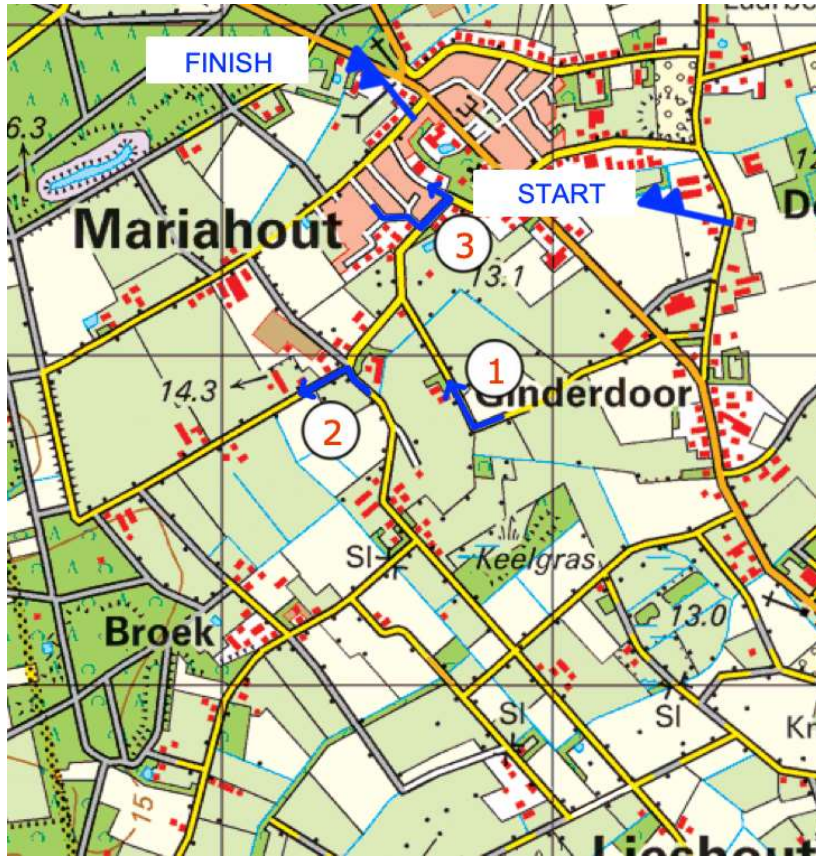 FINISH
6.3
START
Mariahout
3
13.1
1
14.3
Ginderdoor
2
Sl
Keelgras
Broek
13.0
Sl
Sl
15
Lieshout